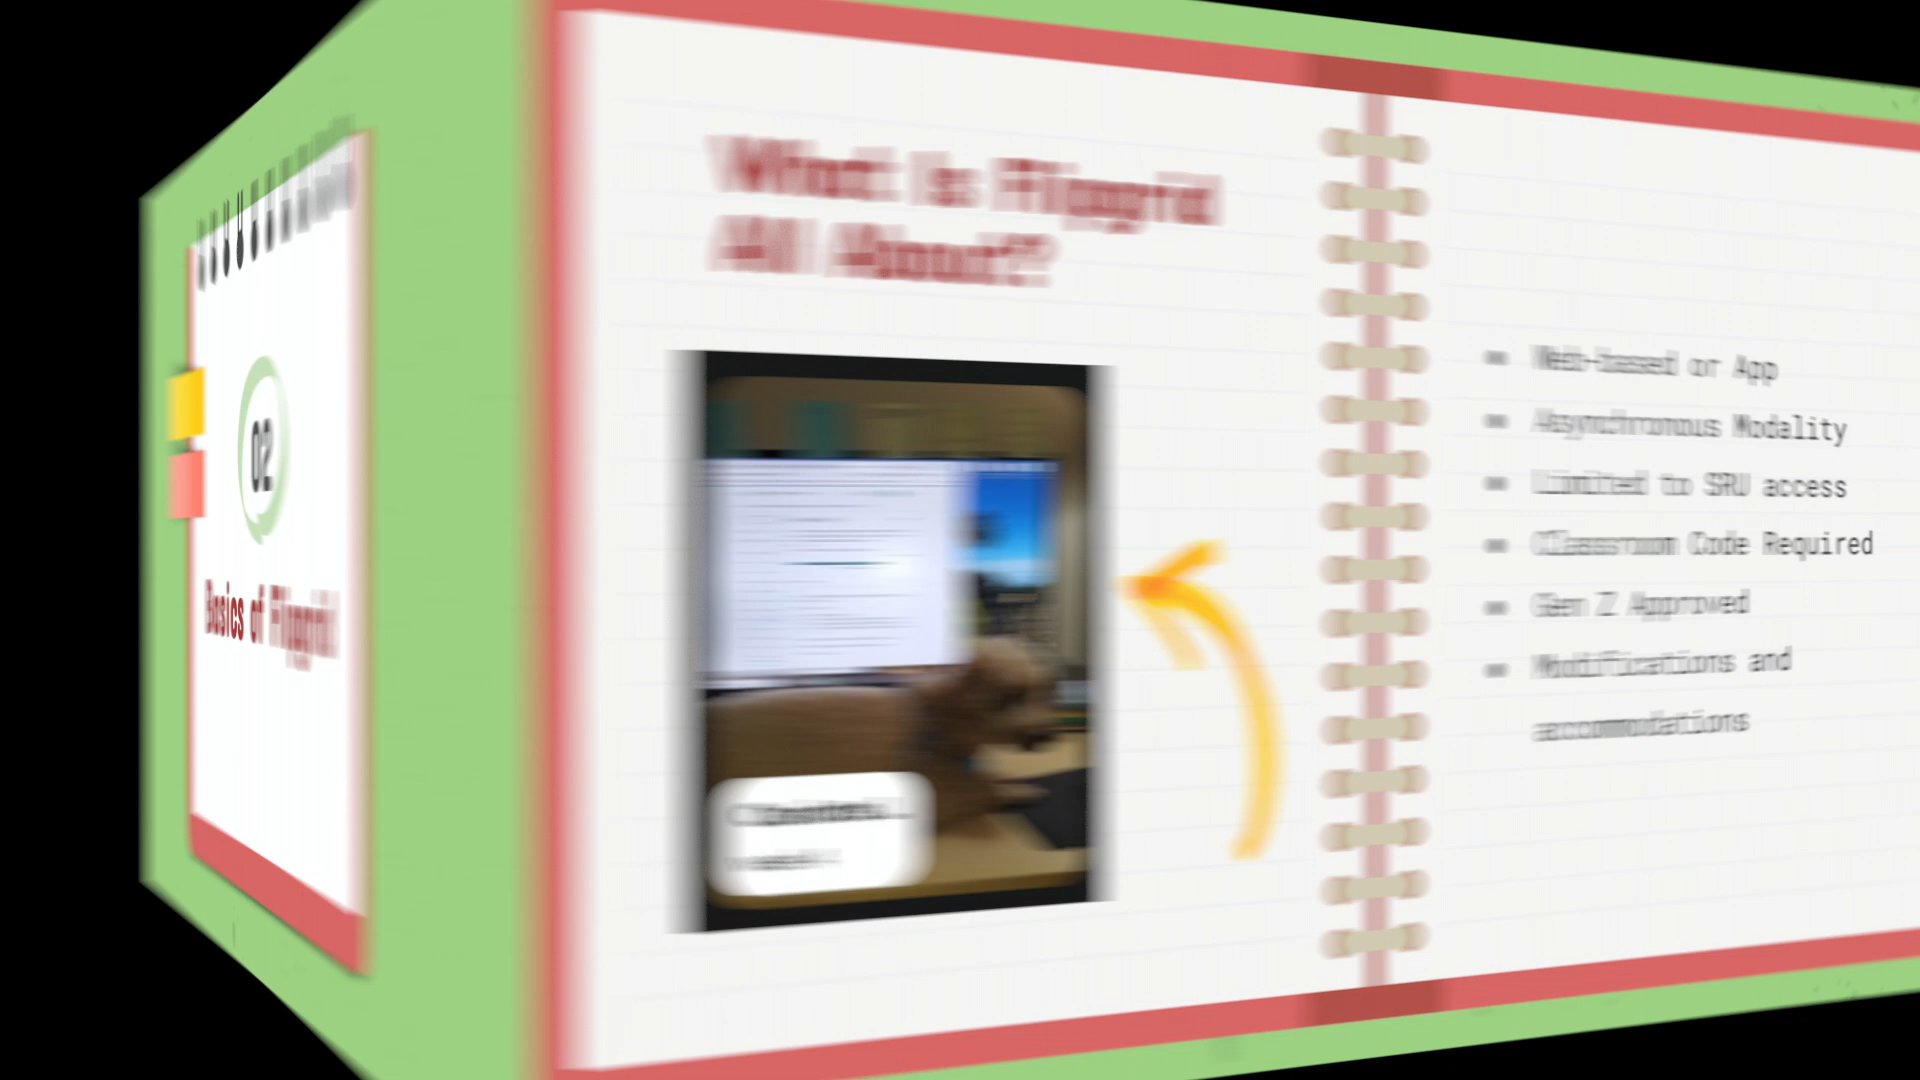 02
Basics of Flipgrid
What Is Flipgrid
All About??
Web-based or App
Asynchronous Modality
Limited to SRU access
Classroom Code Required
Gen Z Approved
Modifications and
accommodations